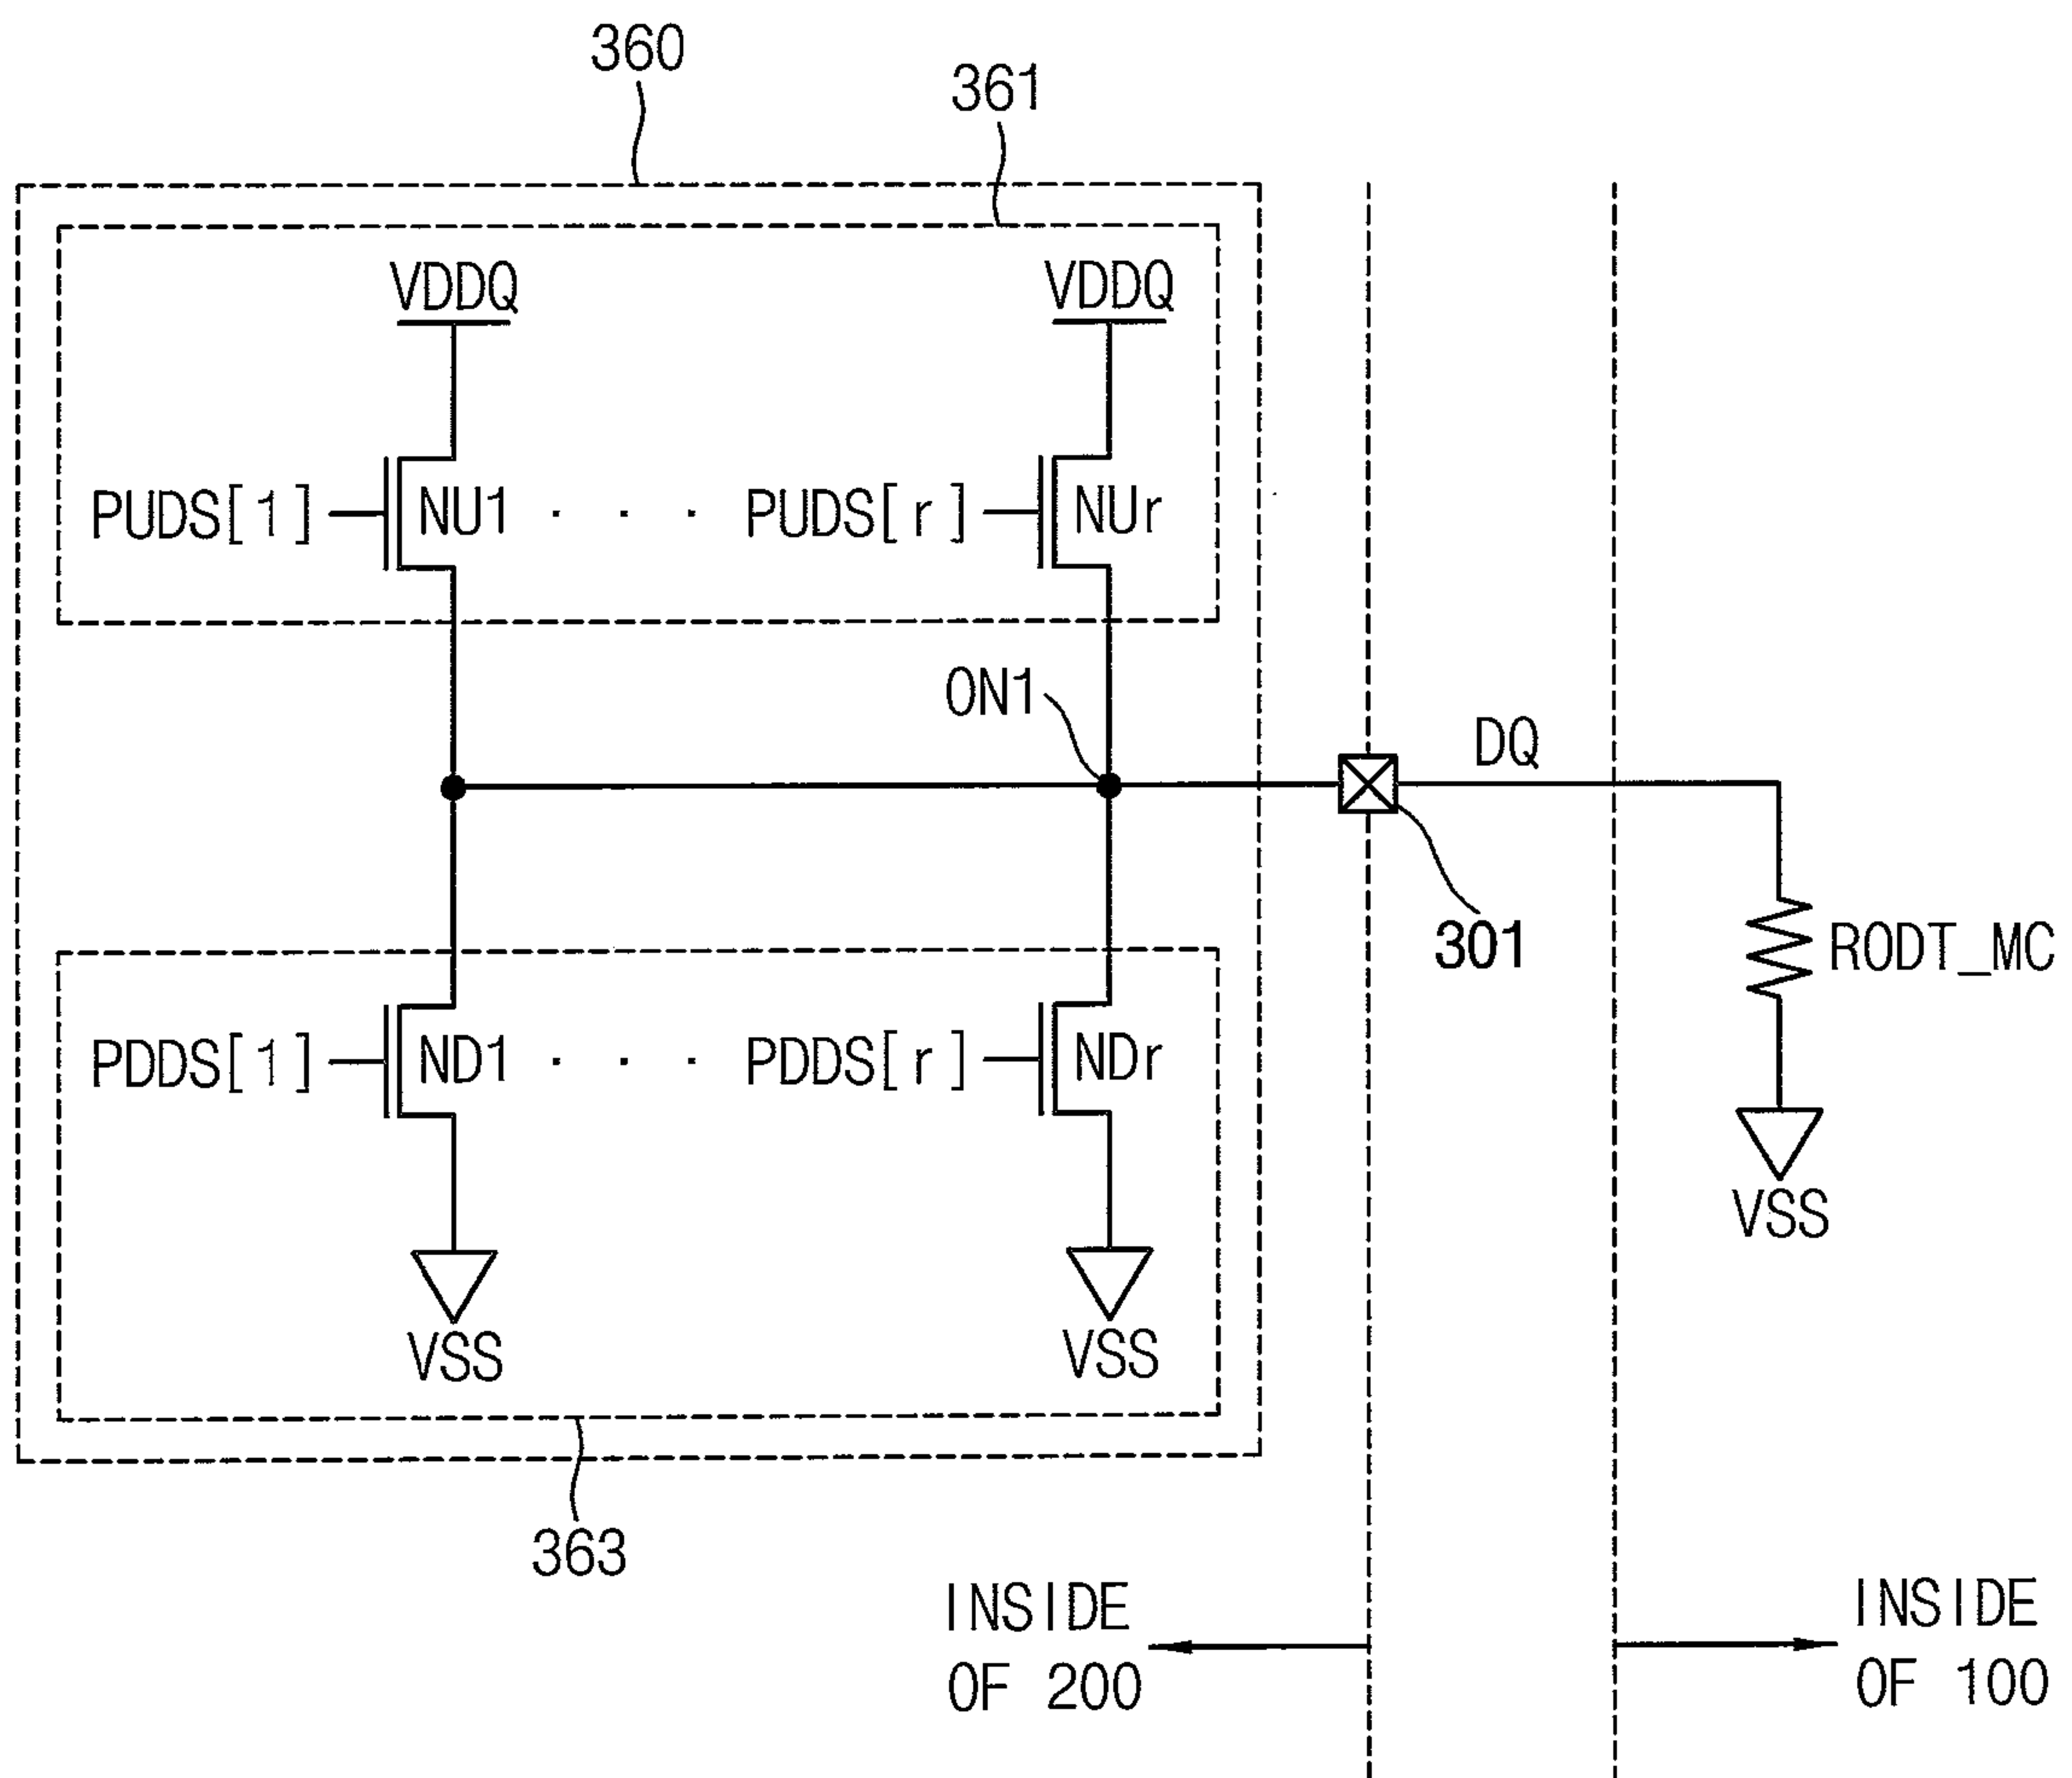 360
361
VDDQ VDDQ
PUDS[1] NU1 · · · PUDS[r] NUr
ON1
DQ
301
RODT_MC
PDDS[1] ND1 · · · PDDS[r] NDr
VSS
VSS VSS
363
INSIDE OF 200
INSIDE OF 100